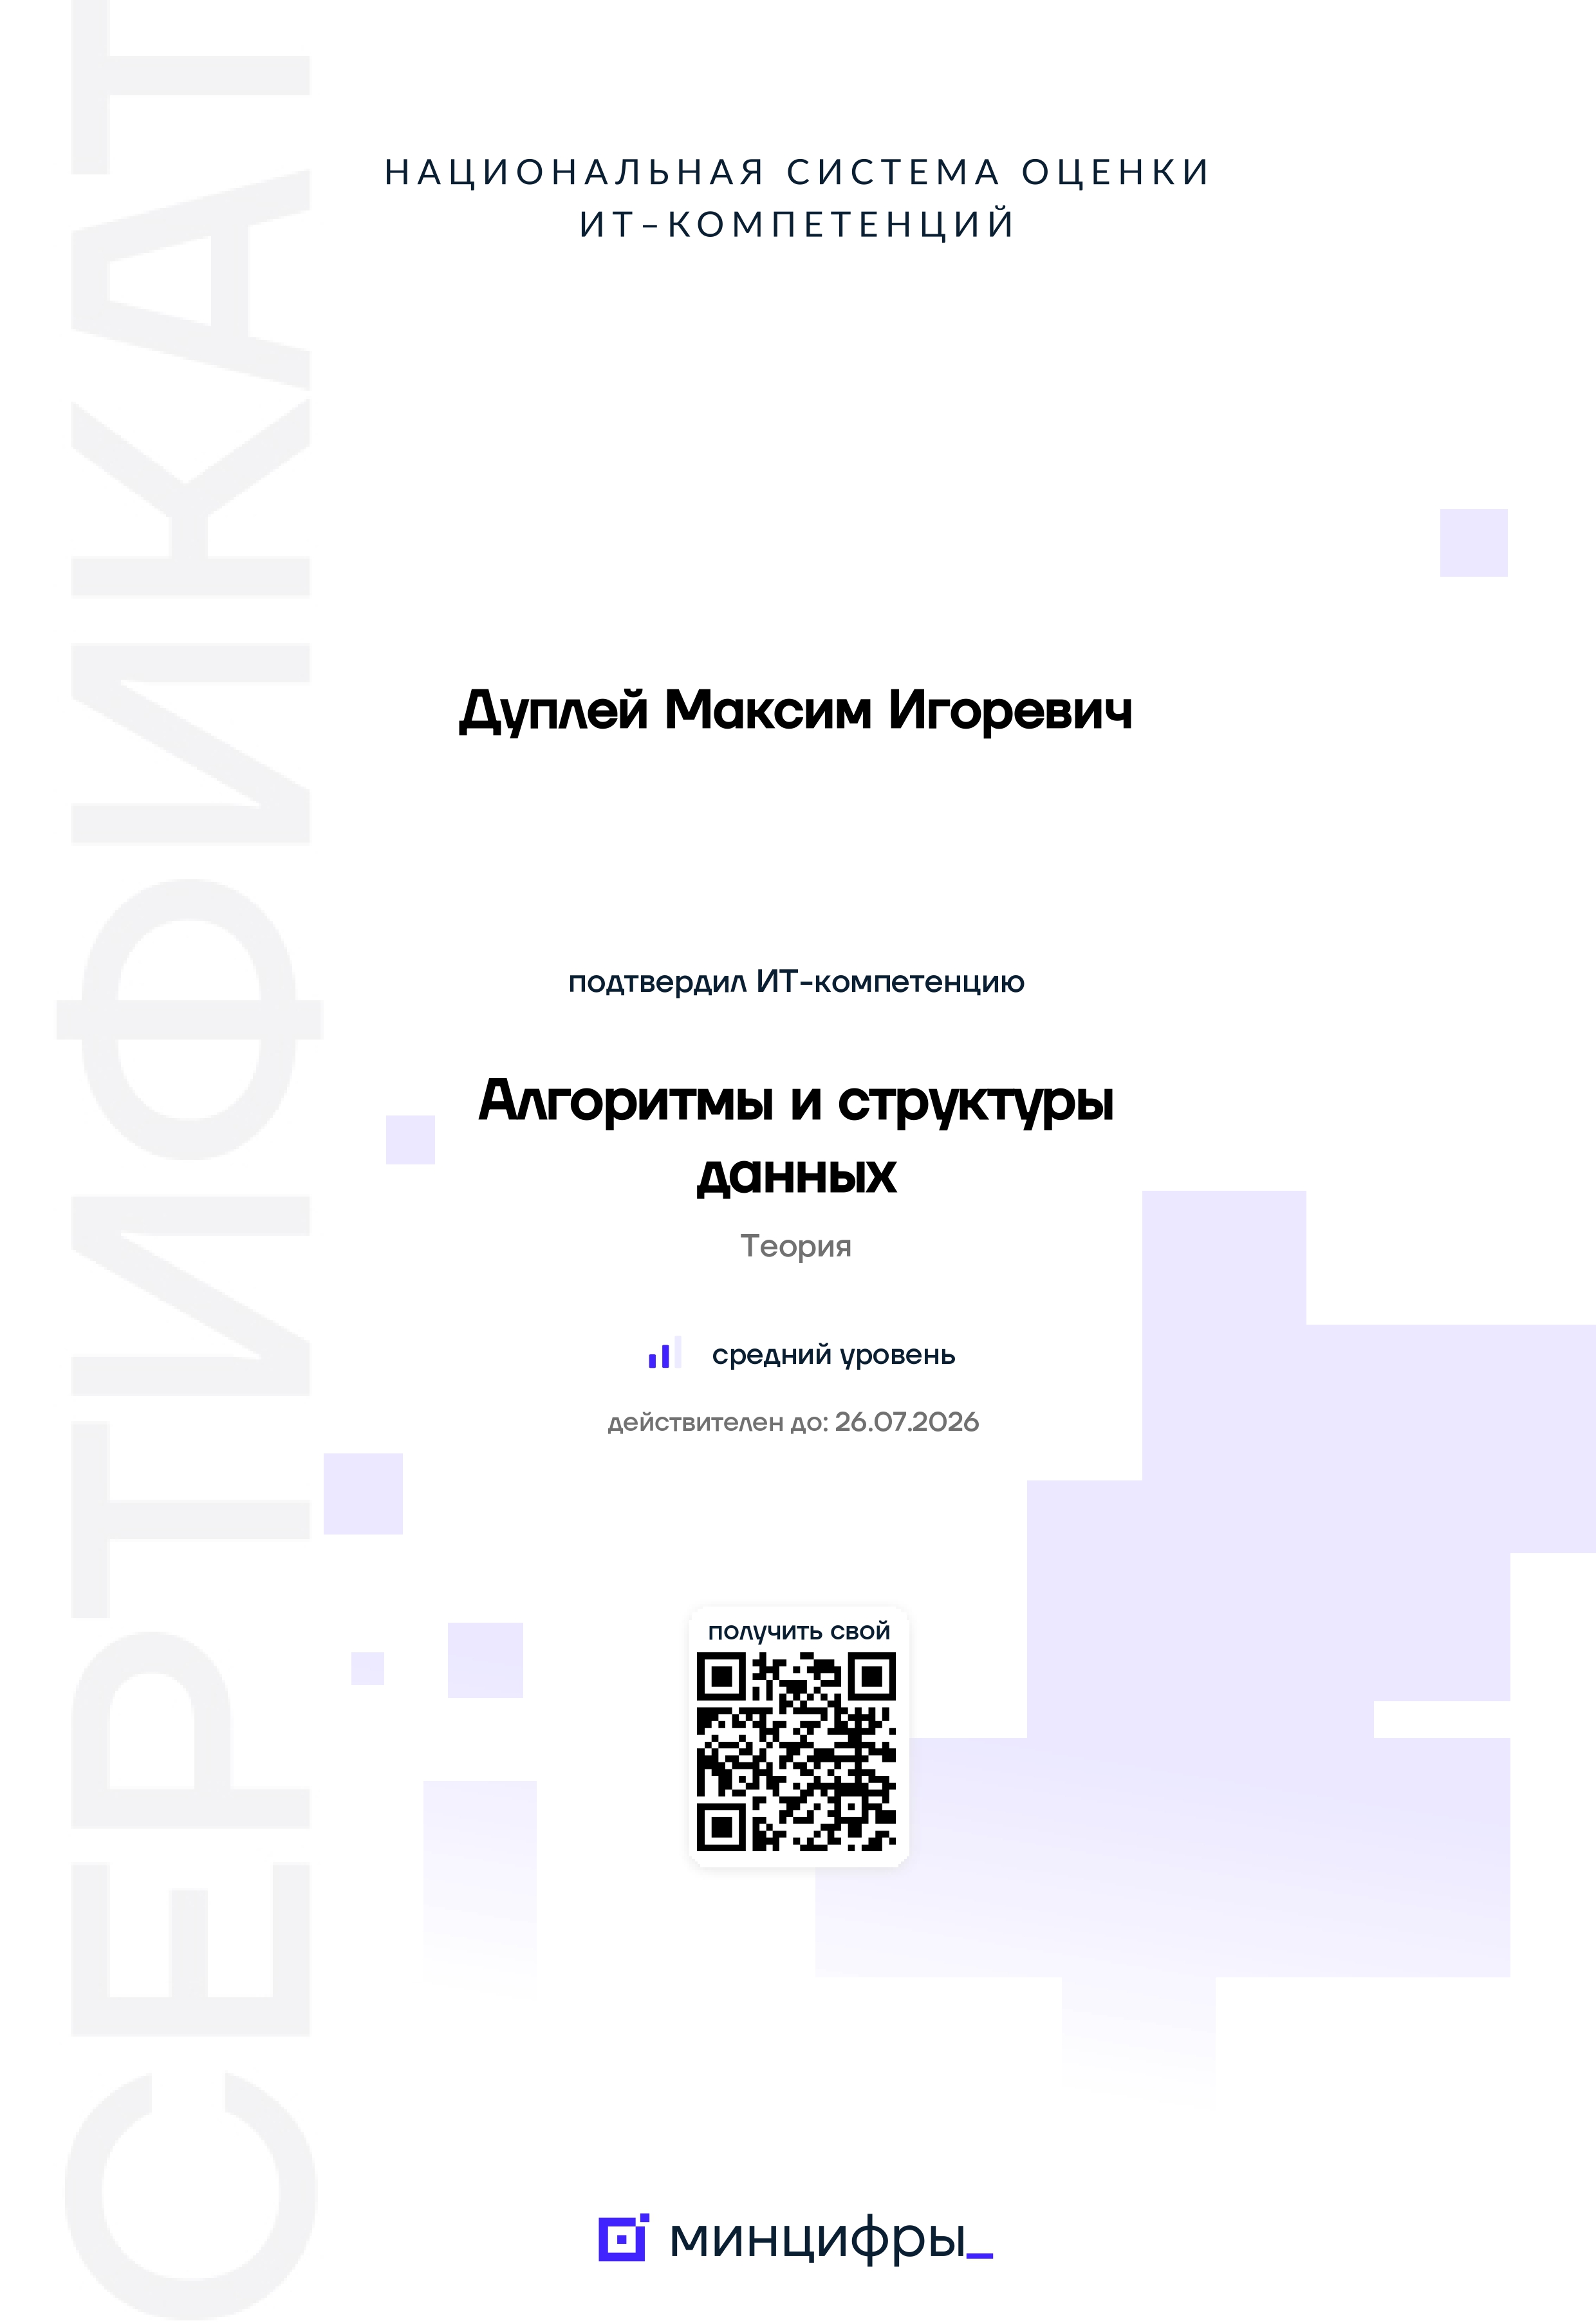 СЕРТИФИКАТ
НАЦИОНАЛЬНАЯ СИСТЕМА ОЦЕНКИ
ИТ-КОМПЕТЕНЦИЙ
Дуплей Максим Игоревич
подтвердил ИТ-компетенцию
Алгоритмы и структуры
данных
Теория
средний уровень
действителен до: 26.07.2026
получить свой
минцифры_